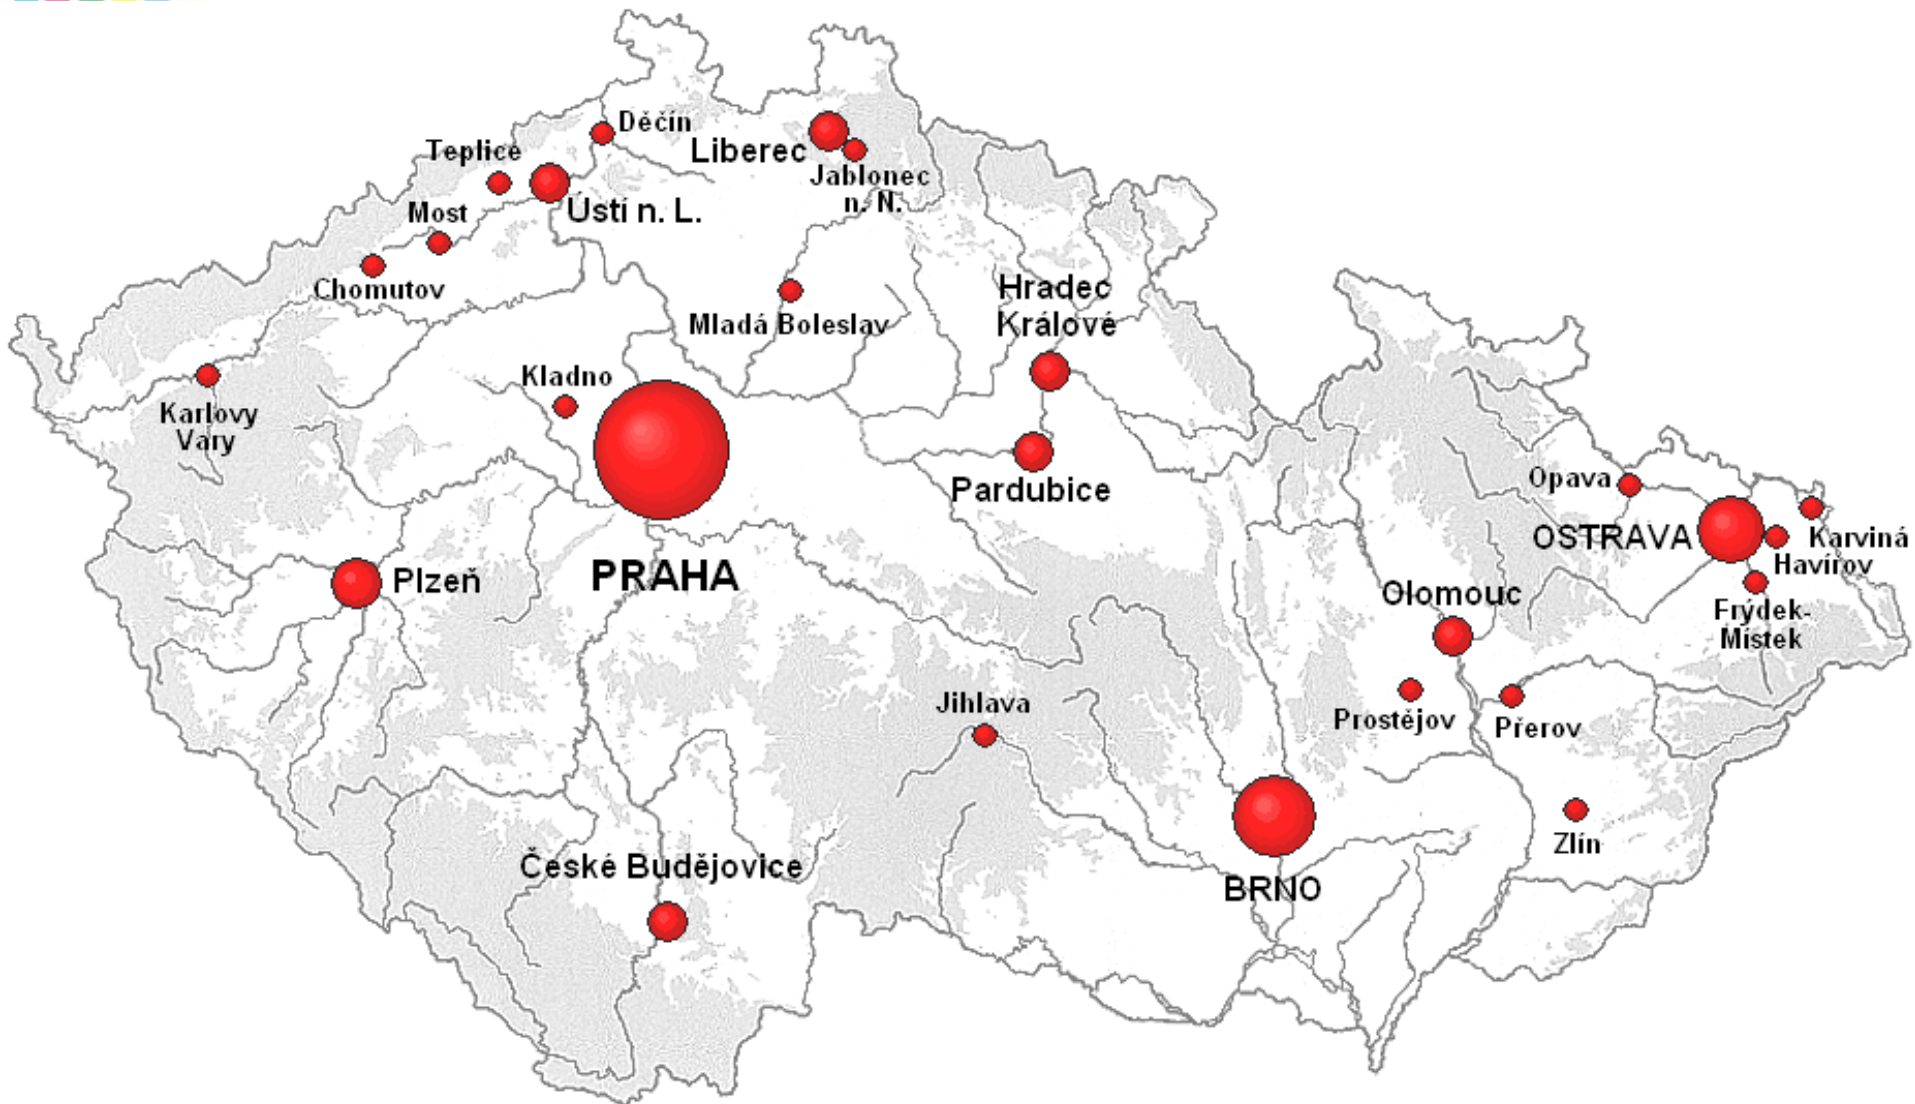 Děčín
Teplice
Liberec
Jablonec
n. N.
Most
Ústí n. L.
Chomutov
Hradec
Králové
Mladá Boleslav
Kladno
Karlovy
Vary
Pardubice
Opava
OSTRAVA
Karviná
Havířov
PRAHA
Plzeň
Olomouc
Frýdek-
Místek
Jihlava
Prostějov
Přerov
Zlín
České Budějovice
BRNO